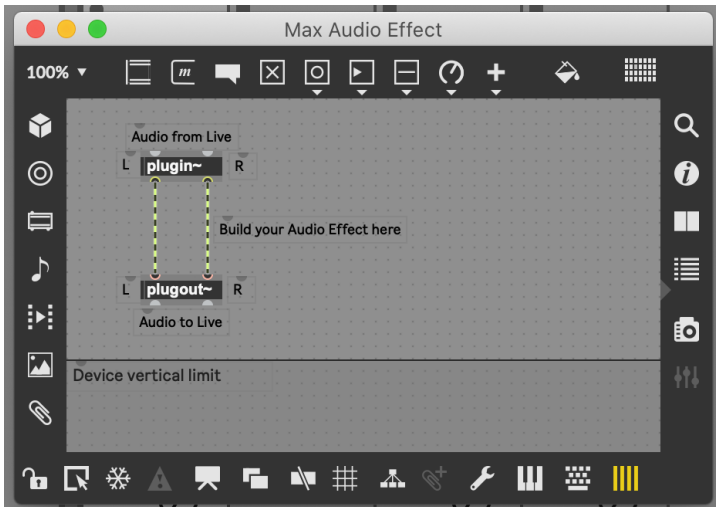 Max Audio Effect
100%
m
Audio from Live
L plugin~ R
Build your Audio Effect here
L plugout~ R
Audio to Live
Device vertical limit